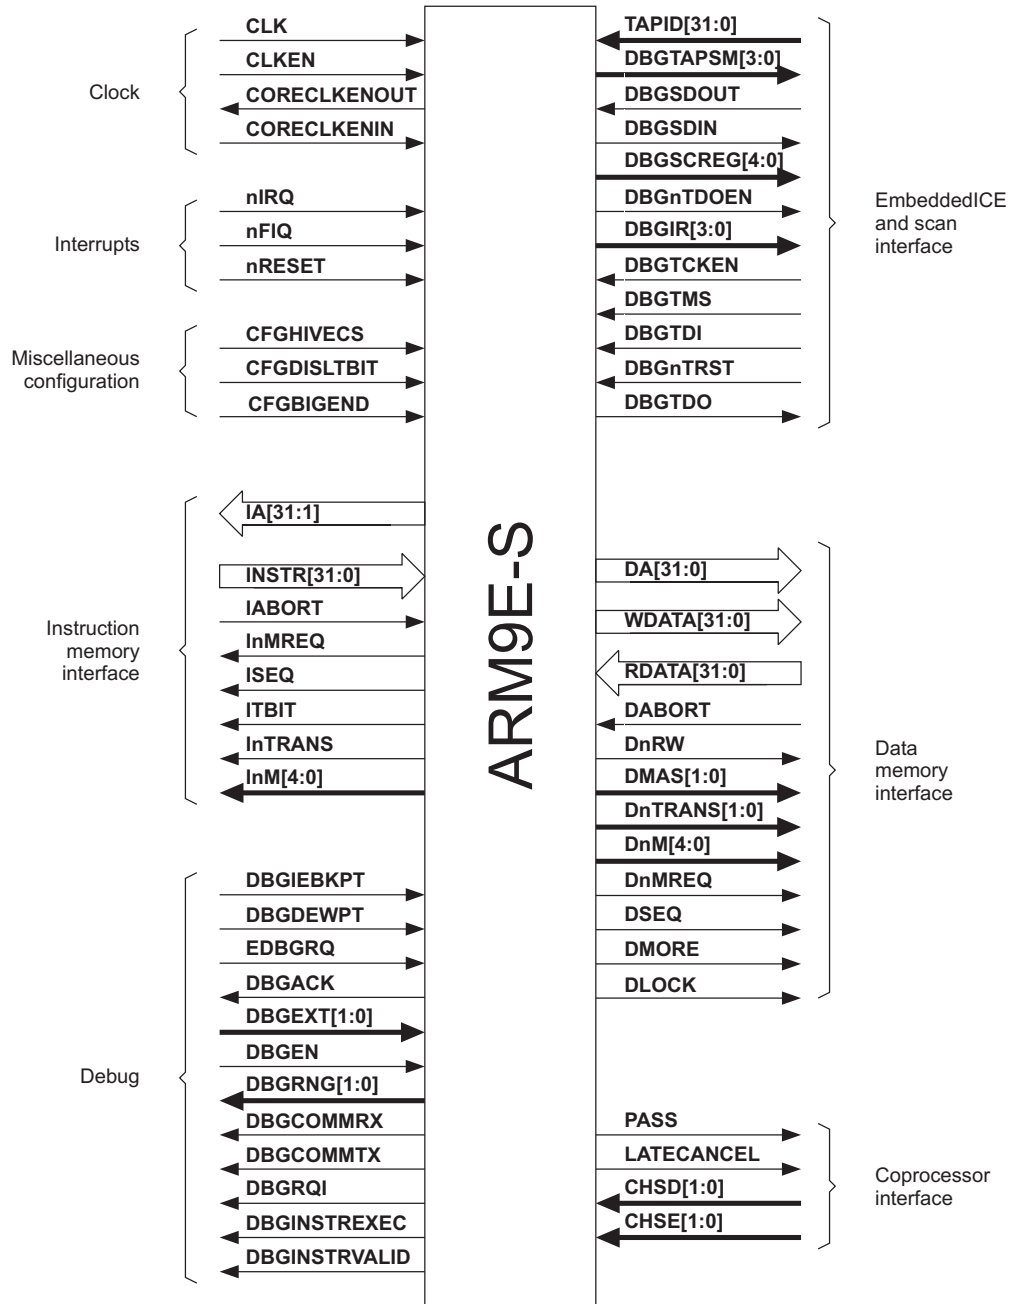 CLK
CLKEN
CORECLKENOUT
CORECLKENIN
Clock
nIRQ
nFIQ
nRESET
Interrupts
CFGHIVECS
CFGDISLTBIT
CFGBIGEND
Miscellaneous
configuration
IA[31:1]
INSTR[31:0]
IABORT
InMREQ
ISEQ
ITBIT
InTRANS
InM[4:0]
Instruction
memory
interface
DBGIEBKPT
DBGDEWPT
EDBGRQ
DBGACK
DBGEXT[1:0]
DBGEN
DBGRNG[1:0]
DBGCOMMRX
DBGCOMMTX
DBGRQI
DBGINSTREXEC
DBGINSTRVALID
Debug
ARM9E-S
TAPID[31:0]
DBGTAPSM[3:0]
DBGSDOUT
DBGSDIN
DBGSCREG[4:0]
DBGnTDOEN
DBGIR[3:0]
DBGTCKEN
DBGTMS
DBGTDI
DBGnTRST
DBGTDO
EmbeddedICE
and scan
interface
DA[31:0]
WDATA[31:0]
RDATA[31:0]
DABORT
DnRW
DMAS[1:0]
DnTRANS[1:0]
DnM[4:0]
DnMREQ
DSEQ
DMORE
DLOCK
Data
memory
interface
PASS
LATECANCEL
CHSD[1:0]
CHSE[1:0]
Coprocessor
interface